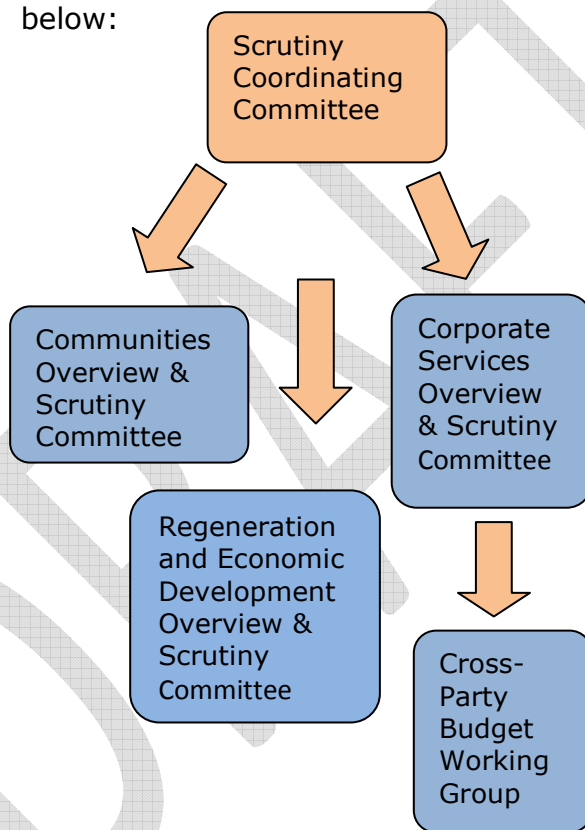 below:
Scrutiny
Coordinating
Committee
Communities
Overview &
Scrutiny
Committee
Corporate
Services
Overview
& Scrutiny
Committee
Regeneration
and Economic
Development
Overview &
Scrutiny
Committee
Cross-
Party
Budget
Working
Group